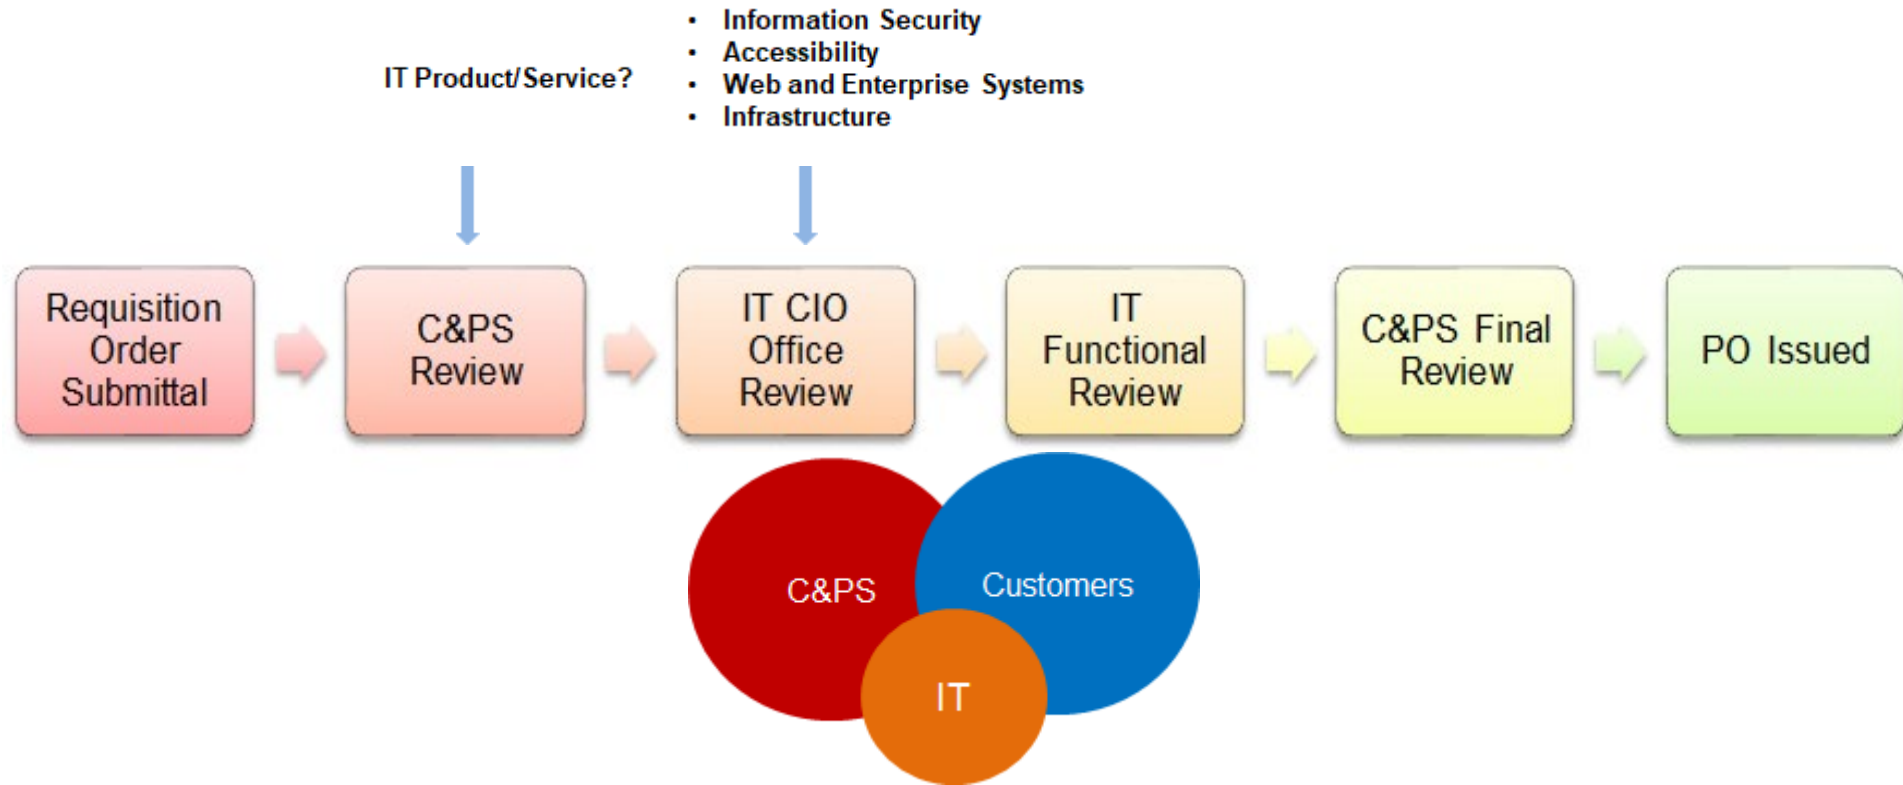 • Information Security
• Accessibility
• Web and Enterprise Systems
• Infrastructure
IT Product/Service?
Requisition
Order
Submittal
C&PS
Review
IT CIO
Office
Review
IT
Functional
Review
C&PS Final
Review
PO Issued
C&PS
Customers
IT